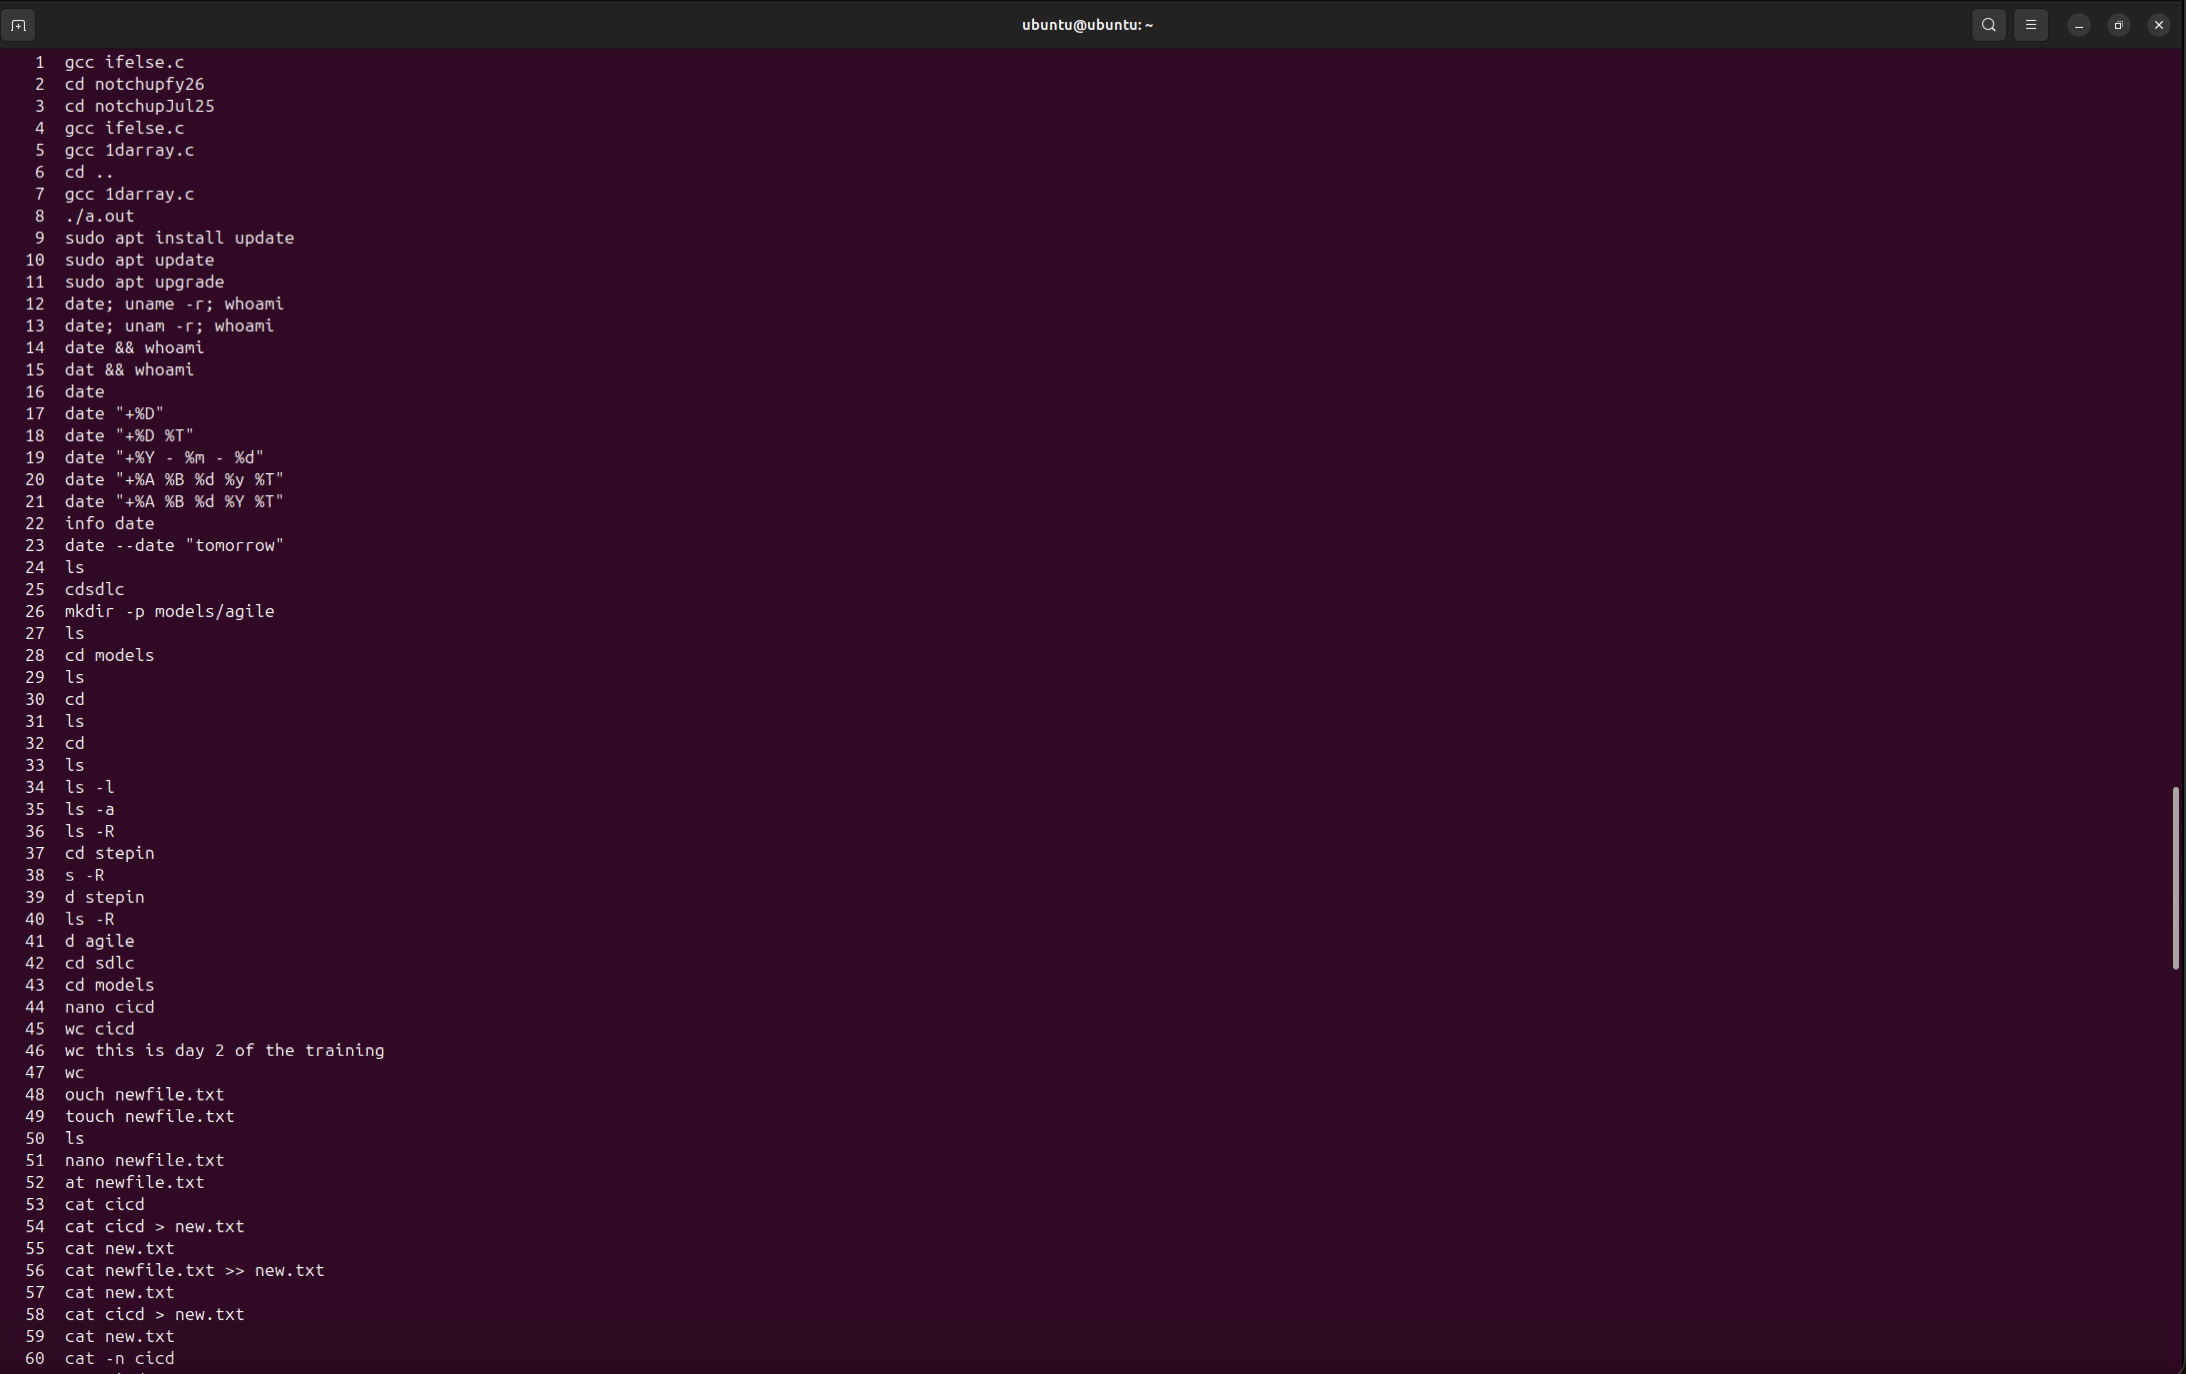 ubuntu@ubuntu: ~
1 gcc ifelse.c
2 cd notchupfy26
3 cd notchupJul25
4 gcc ifelse.c
5 gcc 1darray.c
6 cd ..
7 gcc 1darray.c
8 ./a.out
9 sudo apt install update
10 sudo apt update
11 sudo apt upgrade
12 date; uname -r; whoami
13 date; unam -r; whoami
14 date && whoami
15 dat && whoami
16 date
17 date "+%D"
18 date "+%D %T"
19 date "+%Y - %m - %d"
20 date "+%A %B %d %y %T"
21 date "+%A %B %d %Y %T"
22 info date
23 date --date "tomorrow"
24 ls
25 cdsdlc
26 mkdir -p models/agile
27 ls
28 cd models
29 ls
30 cd
31 ls
32 cd
33 ls
34 ls -l
35 ls -a
36 ls -R
37 cd stepin
38 s -R
39 d stepin
40 ls -R
41 d agile
42 cd sdlc
43 cd models
44 nano cicd
45 wc cicd
46 wc this is day 2 of the training
47 wc
48 ouch newfile.txt
49 touch newfile.txt
50 ls
51 nano newfile.txt
52 at newfile.txt
53 cat cicd
54 cat cicd > new.txt
55 cat new.txt
56 cat newfile.txt >> new.txt
57 cat new.txt
58 cat cicd > new.txt
59 cat new.txt
60 cat -n cicd